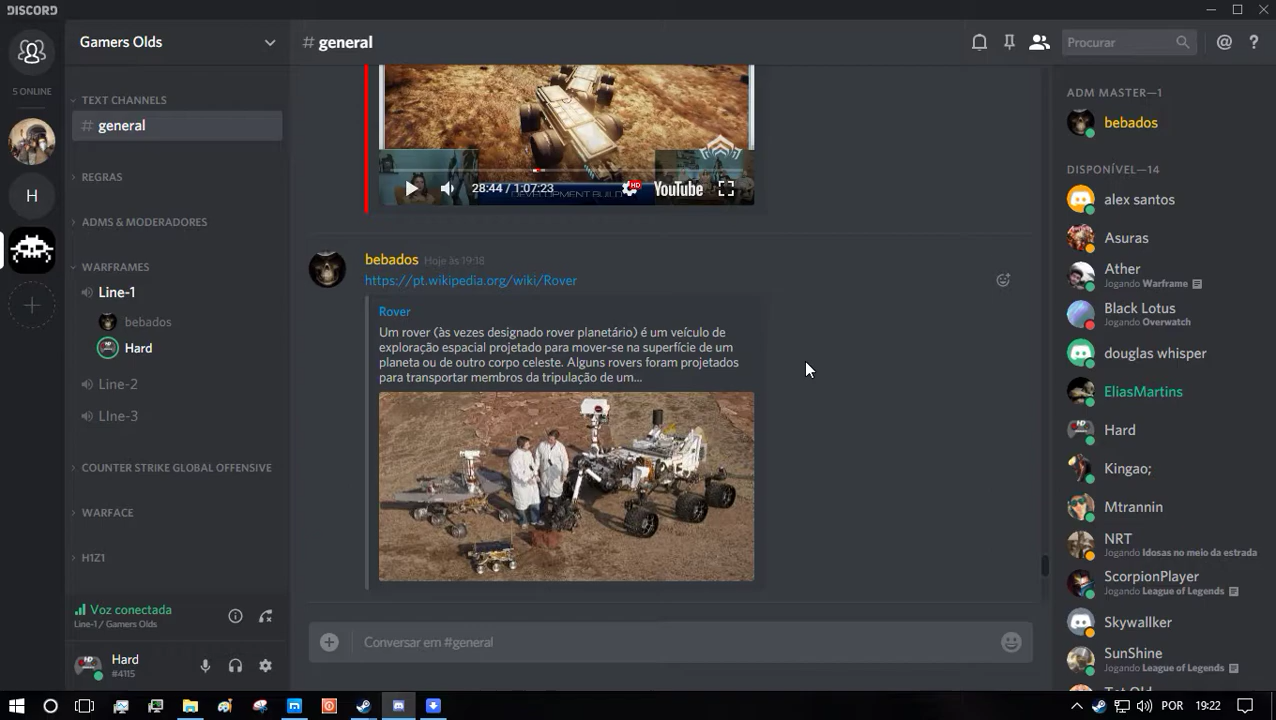 DISCORD
5 ONLINE
H
Gamers Olds
TEXT CHANNELS
# general
REGRAS
ADMS & MODERADORES
WARFRAMES
Line-1
bebados
Hard
Line-2
LIne-3
COUNTER STRIKE GLOBAL OFFENSIVE
WARFACE
H1Z1
Voz conectada
Line-1 / Gamers Olds
Hard
#4115
# general
Procurar
@ ?
28:44 / 1:07:23
HD
YouTube
DEVELOPMENT BUILD
bebados Hoje às 19:18
https://pt.wikipedia.org/wiki/Rover
Rover
Um rover (às vezes designado rover planetário) é um veículo de
exploração espacial projetado para mover-se na superfície de um
planeta ou de outro corpo celeste. Alguns rovers foram projetados
para transportar membros da tripulação de um...
Conversar em #general
ADM MASTER—1
bebados
DISPONÍVEL—14
alex santos
Asuras
Ather
Jogando Warframe
Black Lotus
Jogando Overwatch
douglas whisper
EliasMartins
Hard
Kingao;
Mtrannin
NRT
Jogando Idosas no meio da estrada
ScorpionPlayer
Jogando League of Legends
Skywallker
SunShine
Jogando League of Legends
POR
19:22